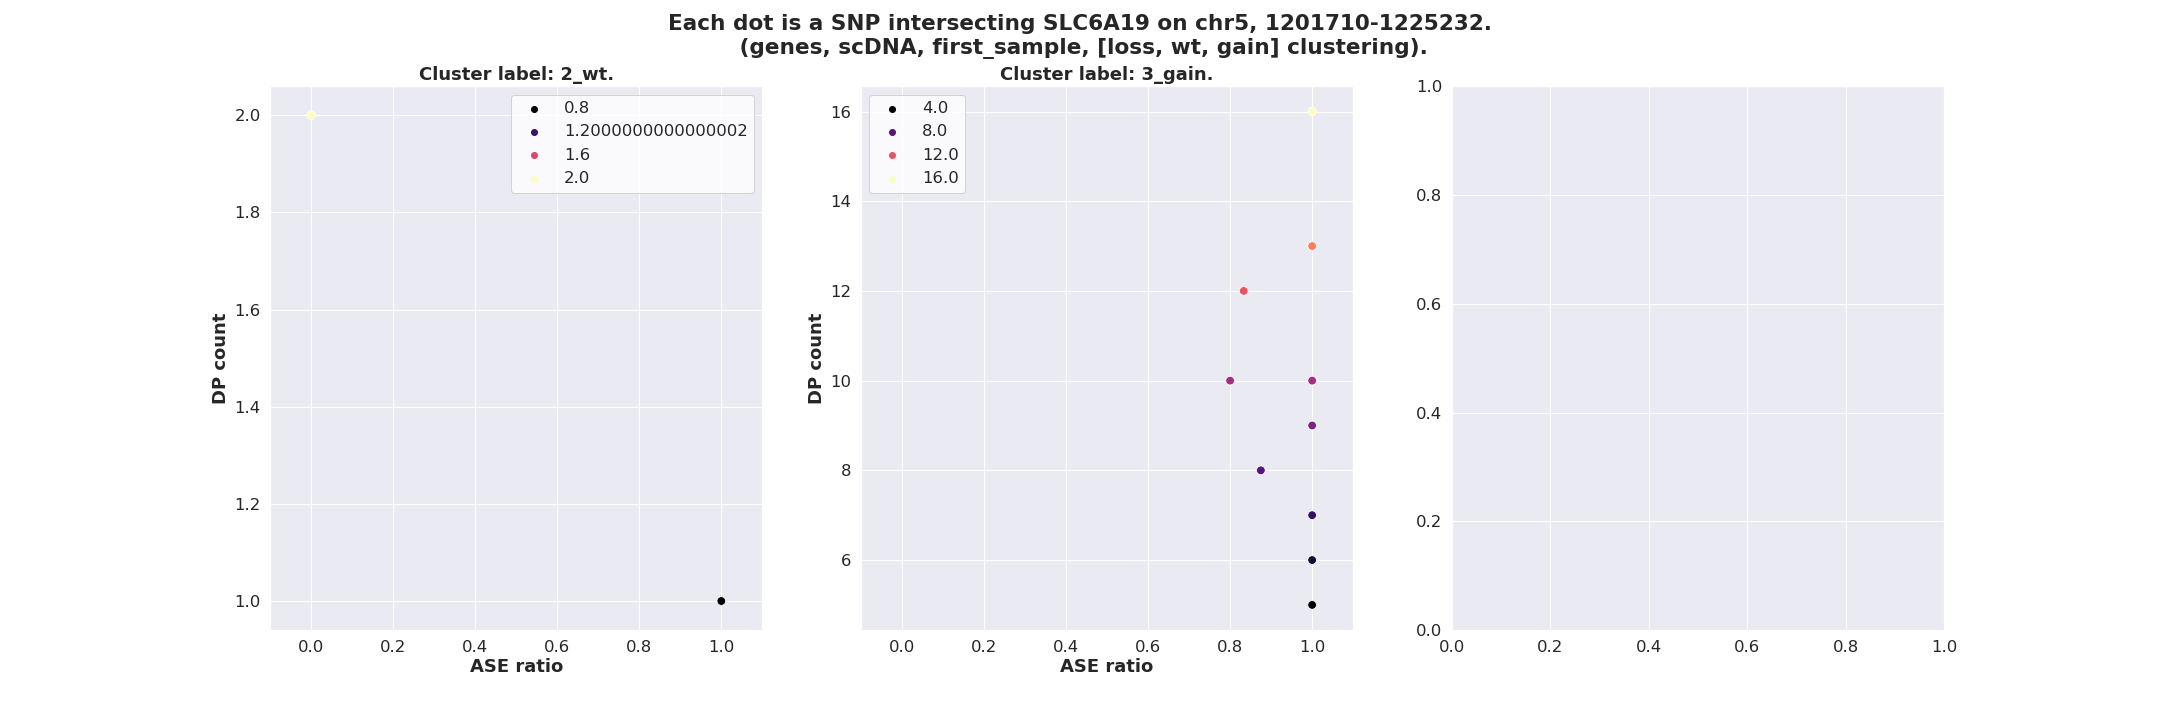 Each dot is a SNP intersecting SLC6A19 on chr5, 1201710-1225232.
(genes, scDNA, first_sample, [loss, wt, gain] clustering).
Cluster label: 2_wt.
0.8
1.2000000000000002
1.6
2.0
2.0
1.8
1.6
1.4
1.2
1.0
DP count
0.0 0.2 0.4 0.6 0.8 1.0
ASE ratio
Cluster label: 3_gain.
4.0
8.0
12.0
16.0
16
14
12
10
8
6
DP count
0.0 0.2 0.4 0.6 0.8 1.0
ASE ratio
1.0
0.8
0.6
0.4
0.2
0.0
0.0 0.2 0.4 0.6 0.8 1.0